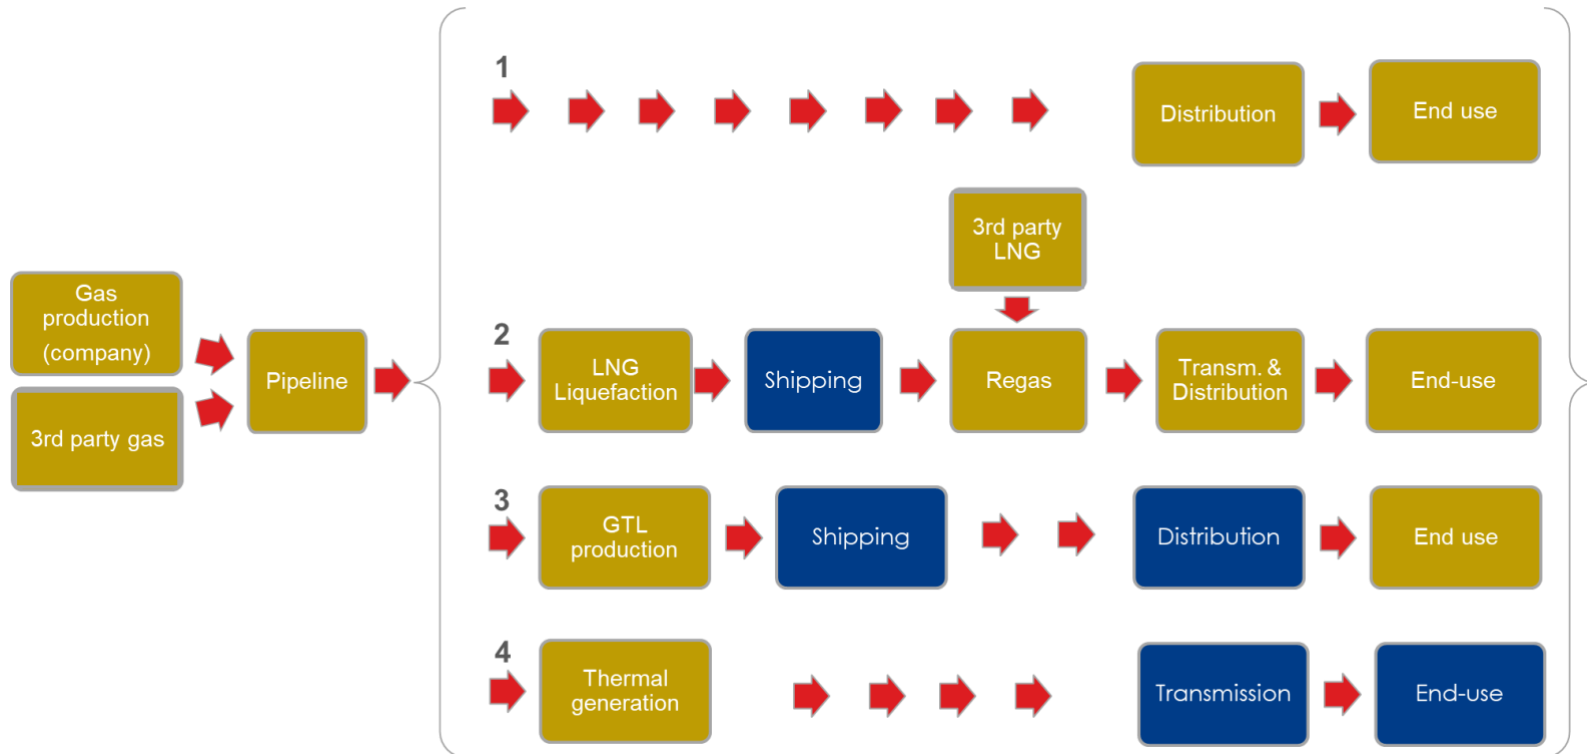 Gas
production
(company)
3rd party gas
Pipeline
1
Distribution
End use
3rd party
LNG
2
LNG
Liquefaction
Shipping
Regas
Transm. &
Distribution
End-use
3
GTL
production
Shipping
Distribution
End use
4
Thermal
generation
Transmission
End-use